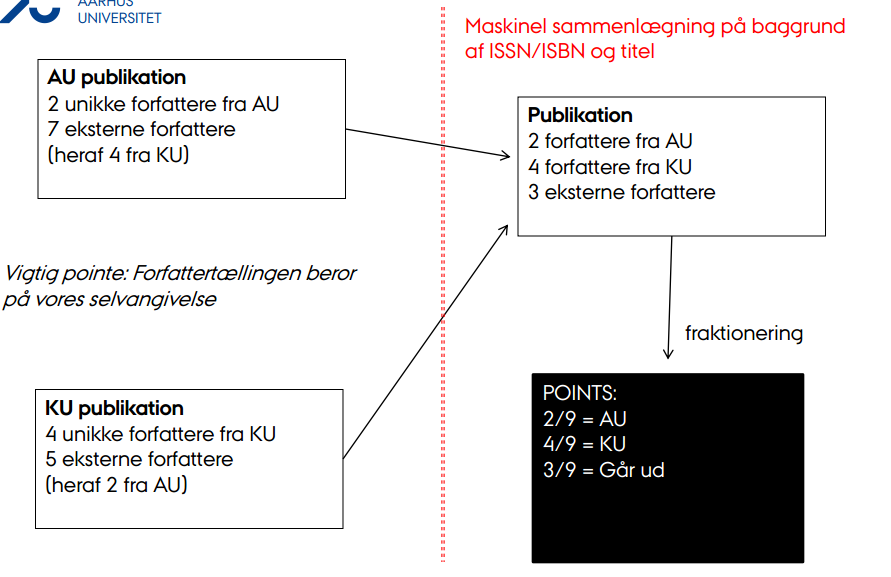 AARHUS
UNIVERSITET
Maskinel sammenlægning på baggrund
af ISSN/ISBN og titel
AU publikation
2 unikke forfattere fra AU
7 eksterne forfattere
(heraf 4 fra KU)
Publikation
2 forfattere fra AU
4 forfattere fra KU
3 eksterne forfattere
Vigtig pointe: Forfattertællingen beror
på vores selvangivelse
fraktionering
KU publikation
4 unikke forfattere fra KU
5 eksterne forfattere
(heraf 2 fra AU)
POINTS:
2/9 = AU
4/9 = KU
3/9 = Går ud